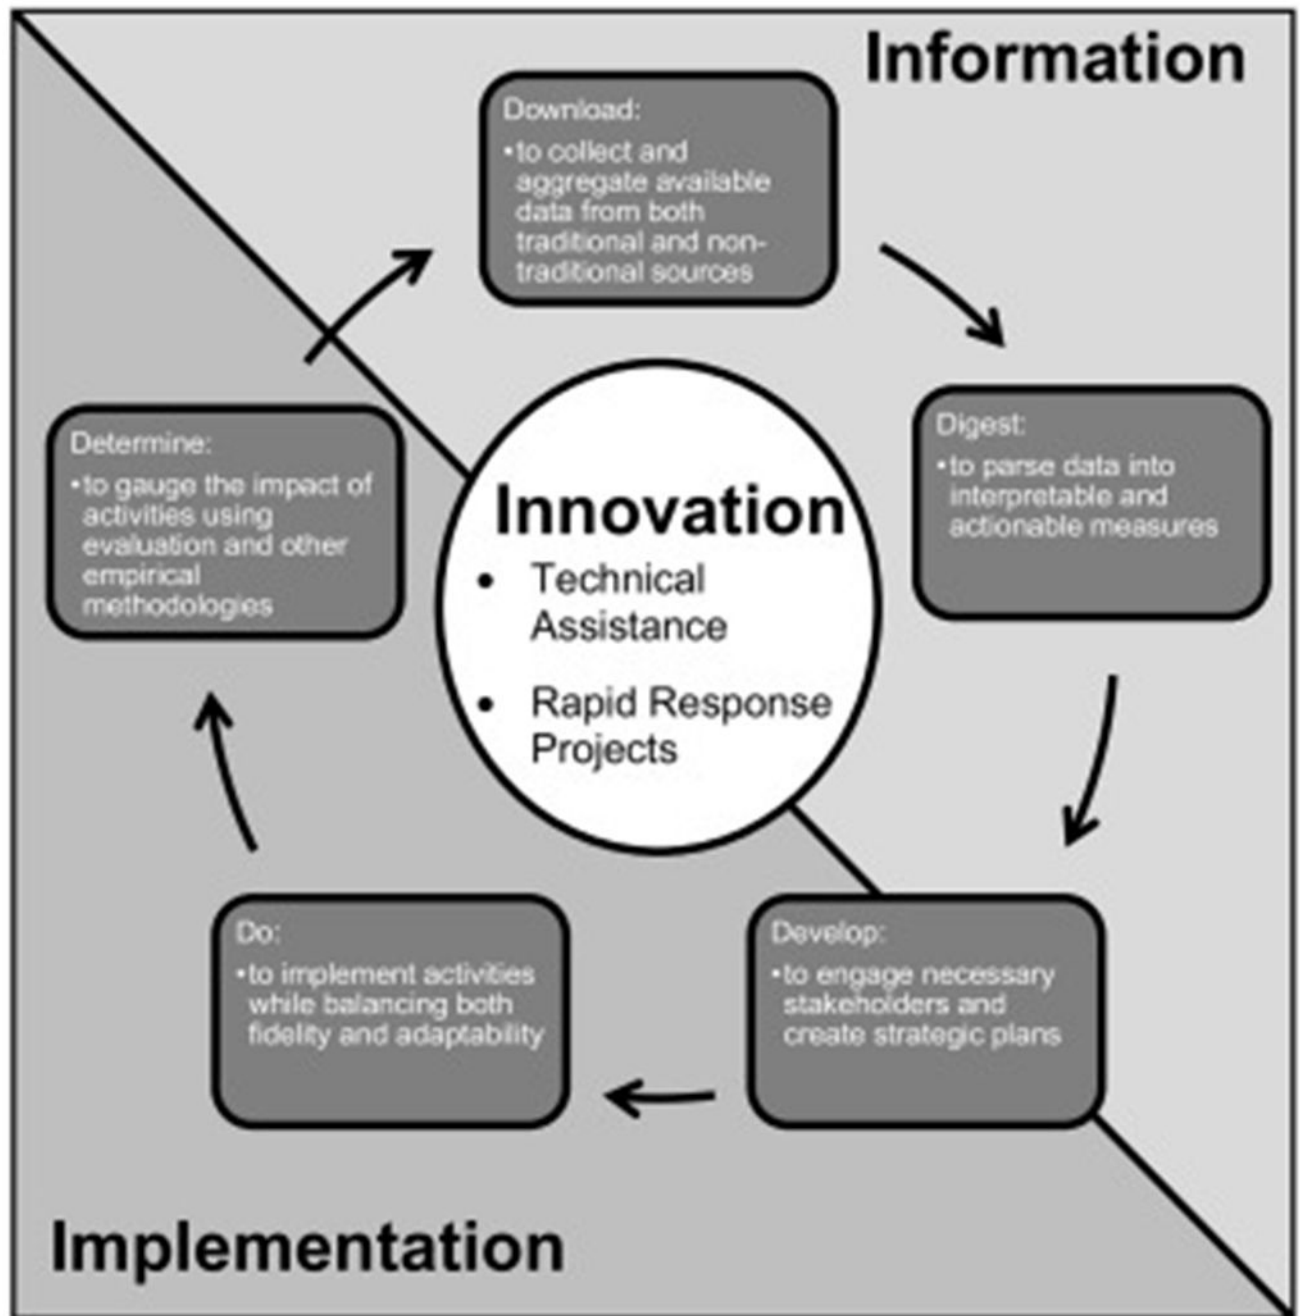 Information
Download:
•to collect and
aggregate available
data from both
traditional and non-
traditional sources
Digest:
•to parse data into
interpretable and
actionable measures
Develop:
•to engage necessary
stakeholders and
create strategic plans
Do:
•to implement activities
while balancing both
fidelity and adaptability
Determine:
•to gauge the impact of
activities using
evaluation and other
empirical
methodologies
Innovation
• Technical
Assistance
• Rapid Response
Projects
Implementation